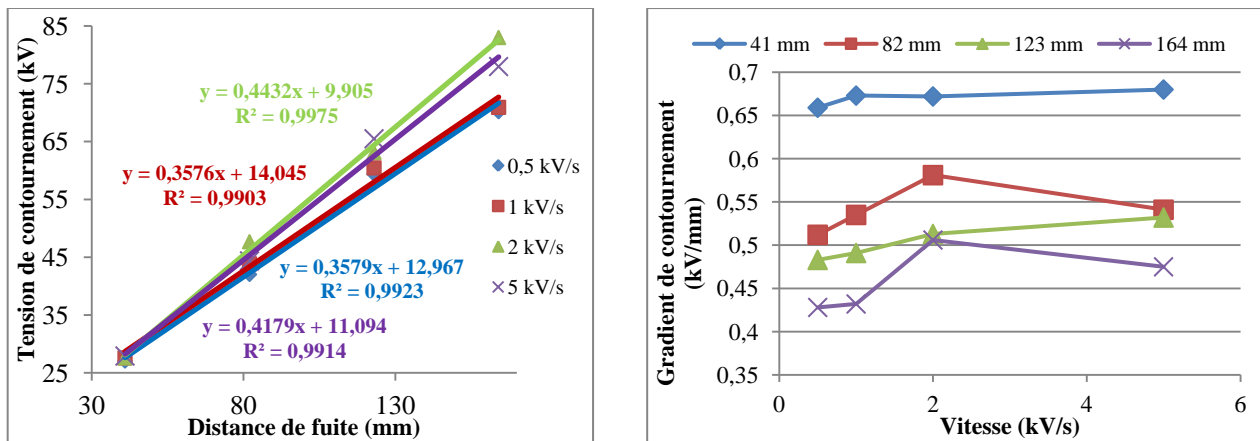 85
75
65
55
45
35
25
30
80
130
Tension de contournement (kV)
Distance de fuite (mm)
y = 0,4432x + 9,905
R² = 0,9975
y = 0,3576x + 14,045
R² = 0,9903
y = 0,3579x + 12,967
R² = 0,9923
y = 0,4179x + 11,094
R² = 0,9914
0,5 kV/s
1 kV/s
2 kV/s
5 kV/s
41 mm
82 mm
123 mm
164 mm
0,7
0,65
0,6
0,55
0,5
0,45
0,4
0,35
0
2
4
6
Gradient de contournement
(kV/mm)
Vitesse (kV/s)